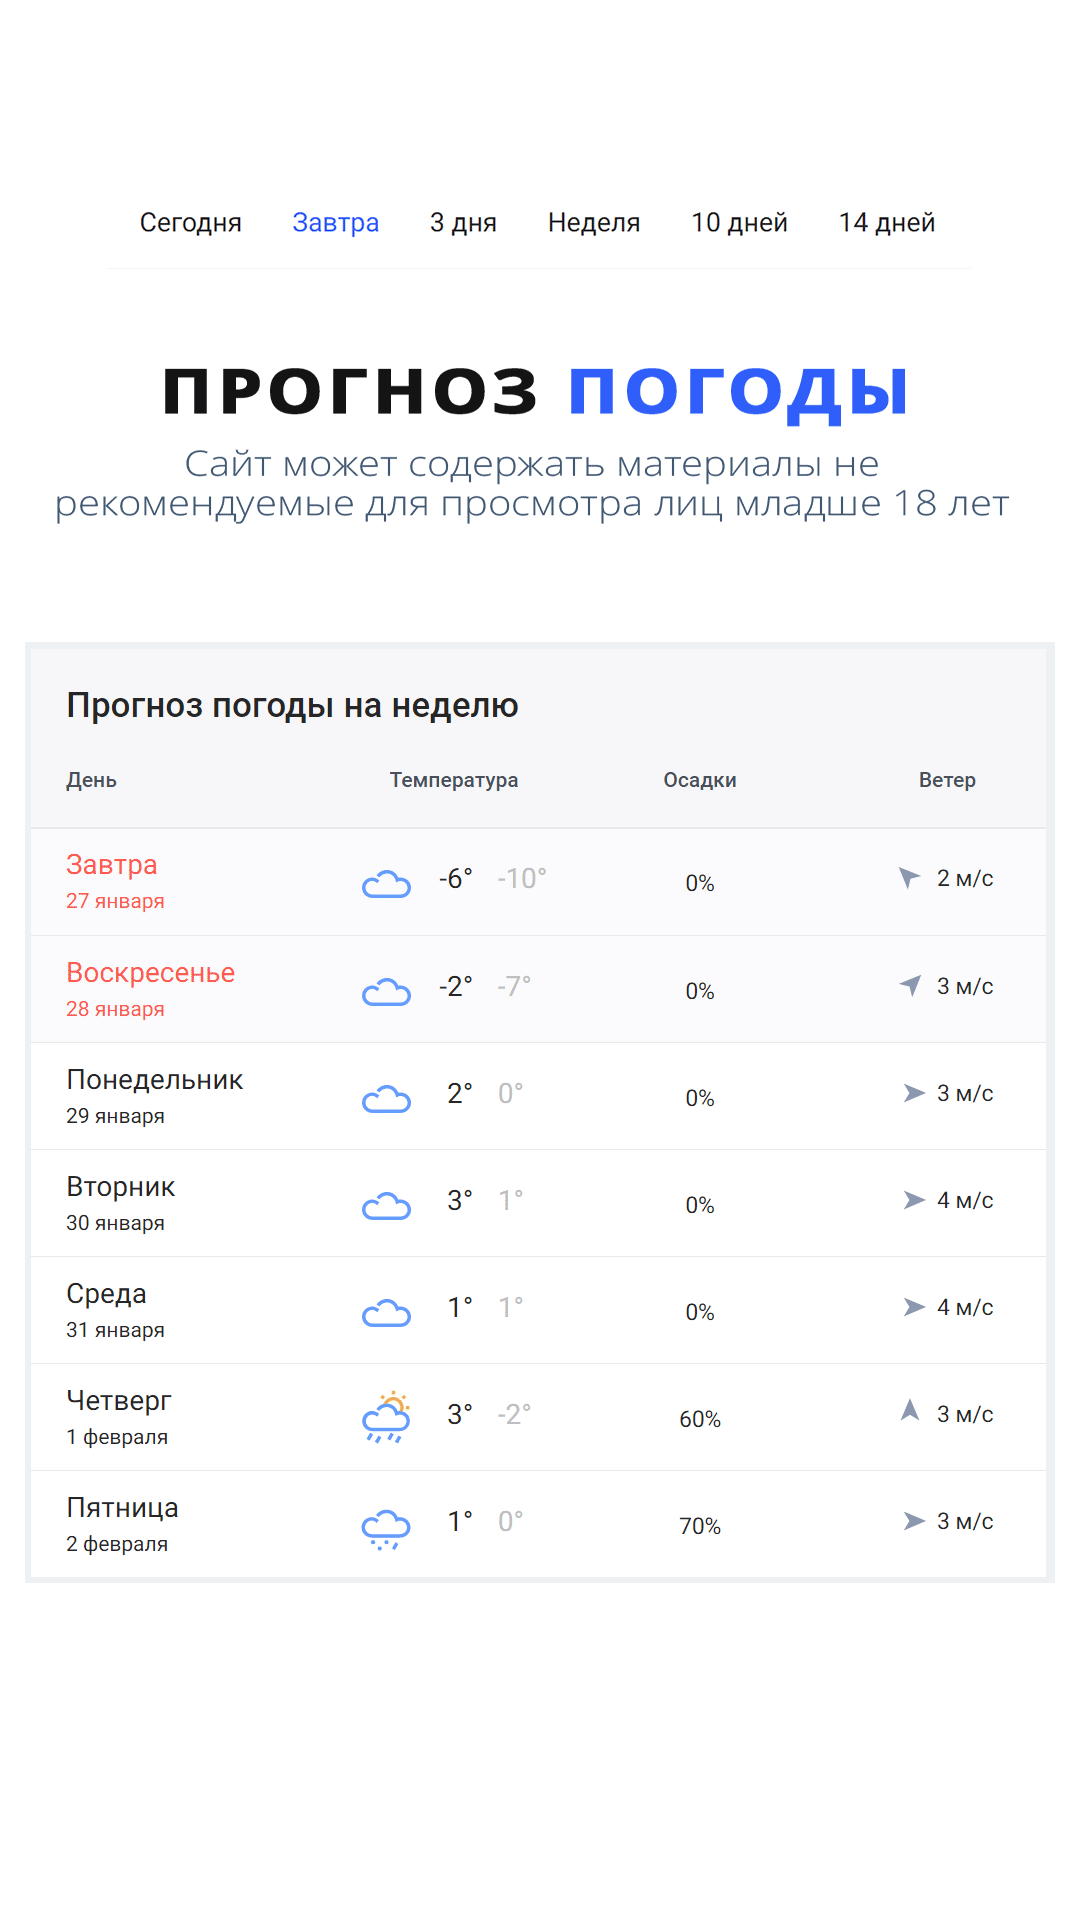 Сегодня Завтра 3 дня Неделя 10 дней 14 дней
ПРОГНОЗ ПОГОДЫ
Сайт может содержать материалы не
рекомендуемые для просмотра лиц младше 18 лет
Прогноз погоды на неделю
День Температура Осадки Ветер
Завтра
27 января
-6° -10° 0% 2 м/с
Воскресенье
28 января
-2° -7° 0% 3 м/с
Понедельник
29 января
2° 0° 0% 3 м/с
Вторник
30 января
3° 1° 0% 4 м/с
Среда
31 января
1° 1° 0% 4 м/с
Четверг
1 февраля
3° -2° 60% 3 м/с
Пятница
2 февраля
1° 0° 70% 3 м/с